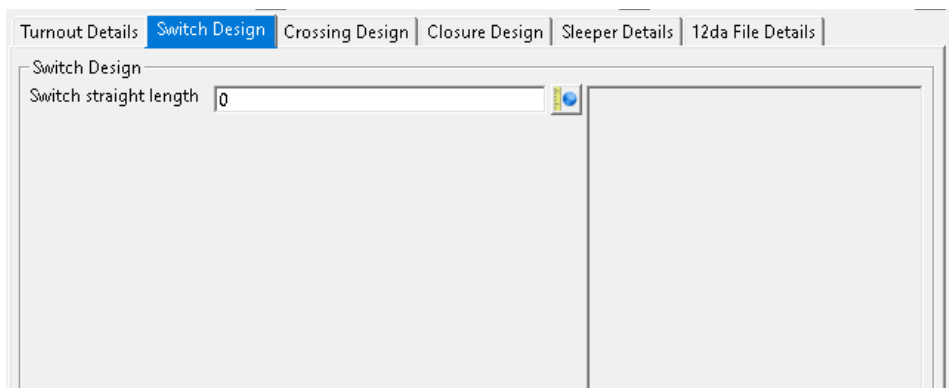 Turnout Details Switch Design Crossing Design Closure Design Sleeper Details 12da File Details
Switch Design
Switch straight length 0